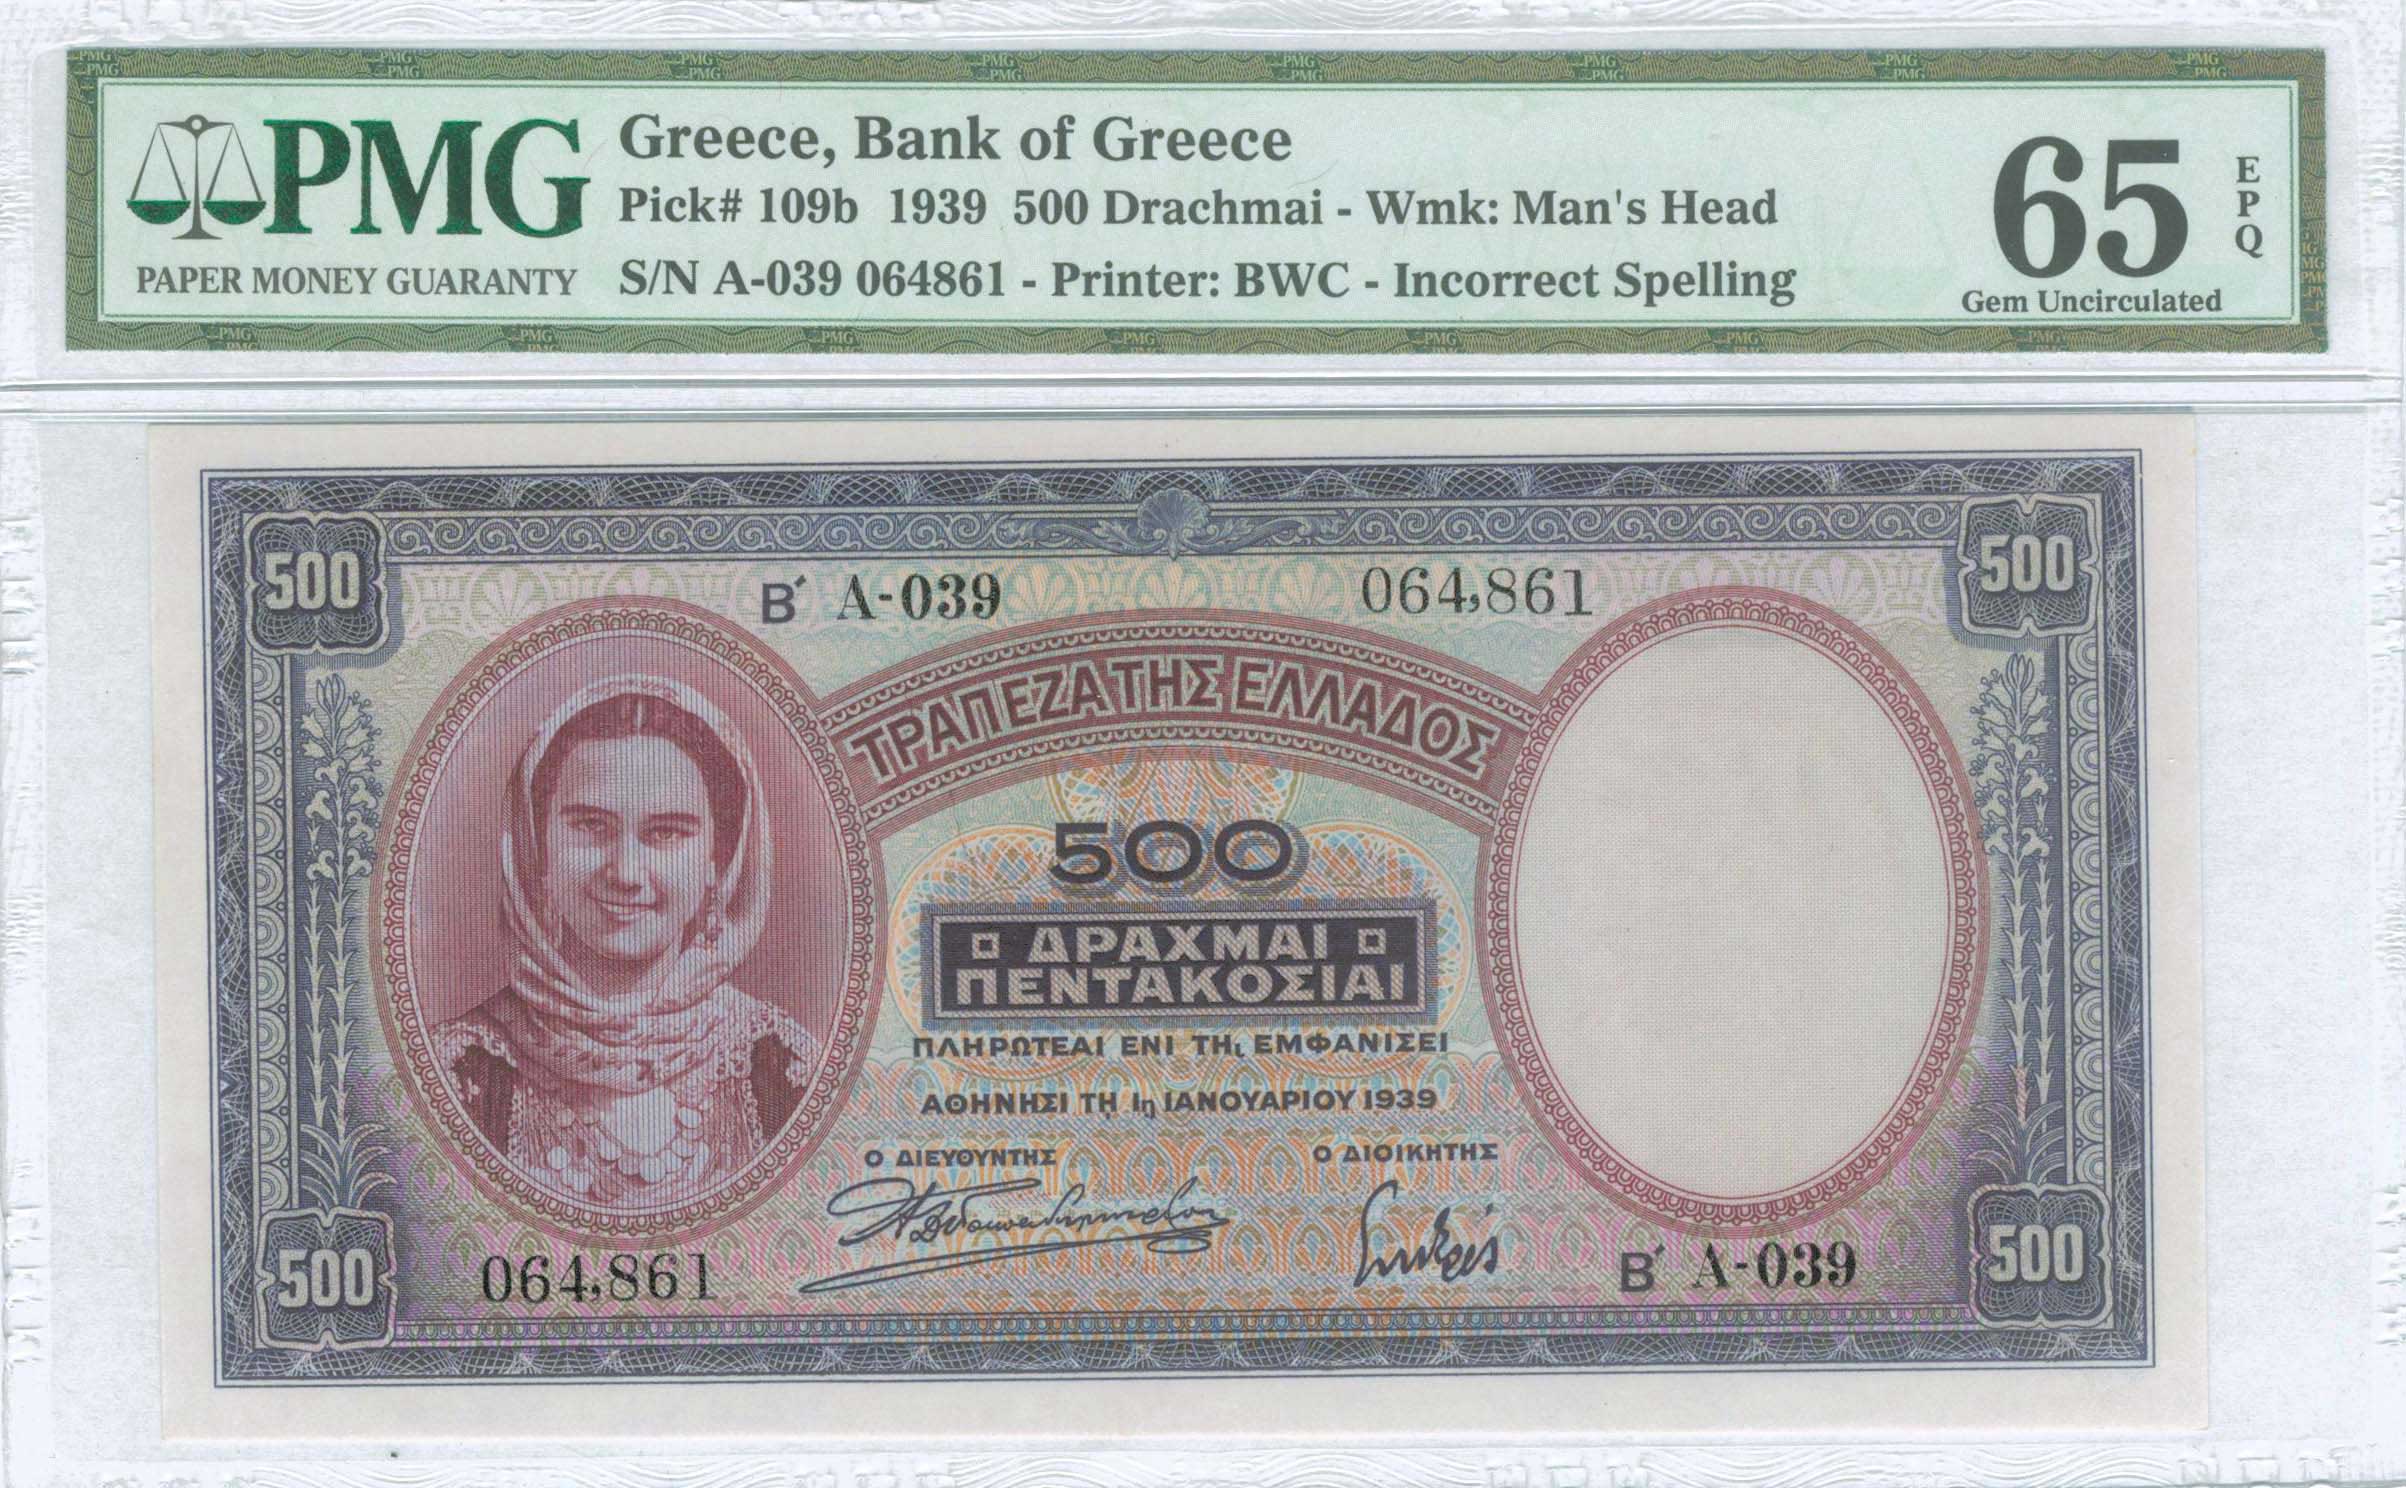 PMG
PAPER MONEY GUARANTY
Greece, Bank of Greece
Pick# 109b 1939 500 Drachmai - Wmk: Man's Head
S/N A-039 064861 - Printer: BWC - Incorrect Spelling
65
EPQ
Gem Uncirculated
500
500
Β΄ A-039
064,861
ΤΡΑΠΕΖΑ ΤΗΣ ΕΛΛΑΔΟΣ
500
ΔΡΑΧΜΑΙ
ΠΕΝΤΑΚΟΣΙΑΙ
ΠΛΗΡΩΤΕΑΙ ΕΝΙ ΤΗι ΕΜΦΑΝΙΣΕΙ
ΑΘΗΝΗΣΙ ΤΗ 1η ΙΑΝΟΥΑΡΙΟΥ 1939
Ο ΔΙΕΥΘΥΝΤΗΣ
Ο ΔΙΟΙΚΗΤΗΣ
064,861
Β΄ A-039
500
500